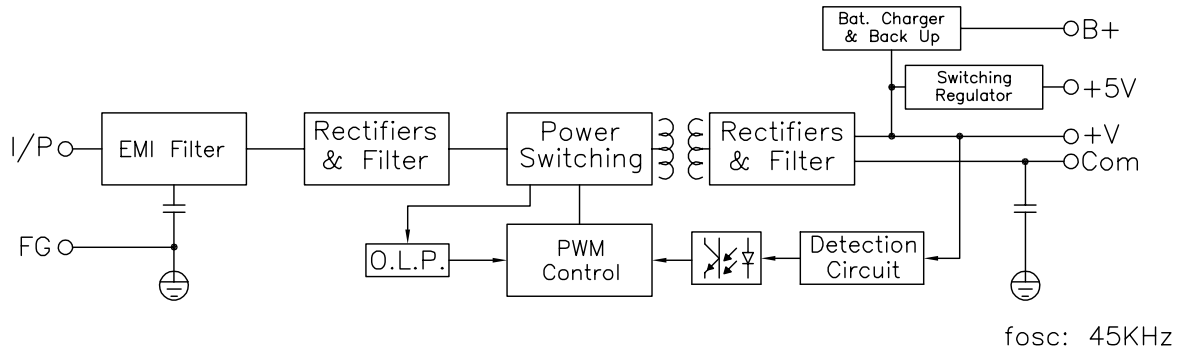 Bat. Charger
& Back Up
B+
Switching
Regulator
+5V
I/P
EMI Filter
Rectifiers
& Filter
Power
Switching
Rectifiers
& Filter
+V
Com
FG
O.L.P.
PWM
Control
Detection
Circuit
fosc: 45KHz